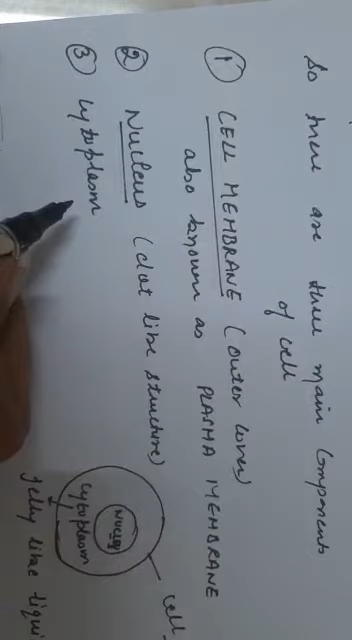 So there are three main Components
of cell
① CELL MEMBRANE (Outer cover)
also known as PLASMA MEMBRANE
② Nucleus (dot like structure)
③ Cytoplasm
Cell
Nucleus
Cytoplasm
Jelly like liqui